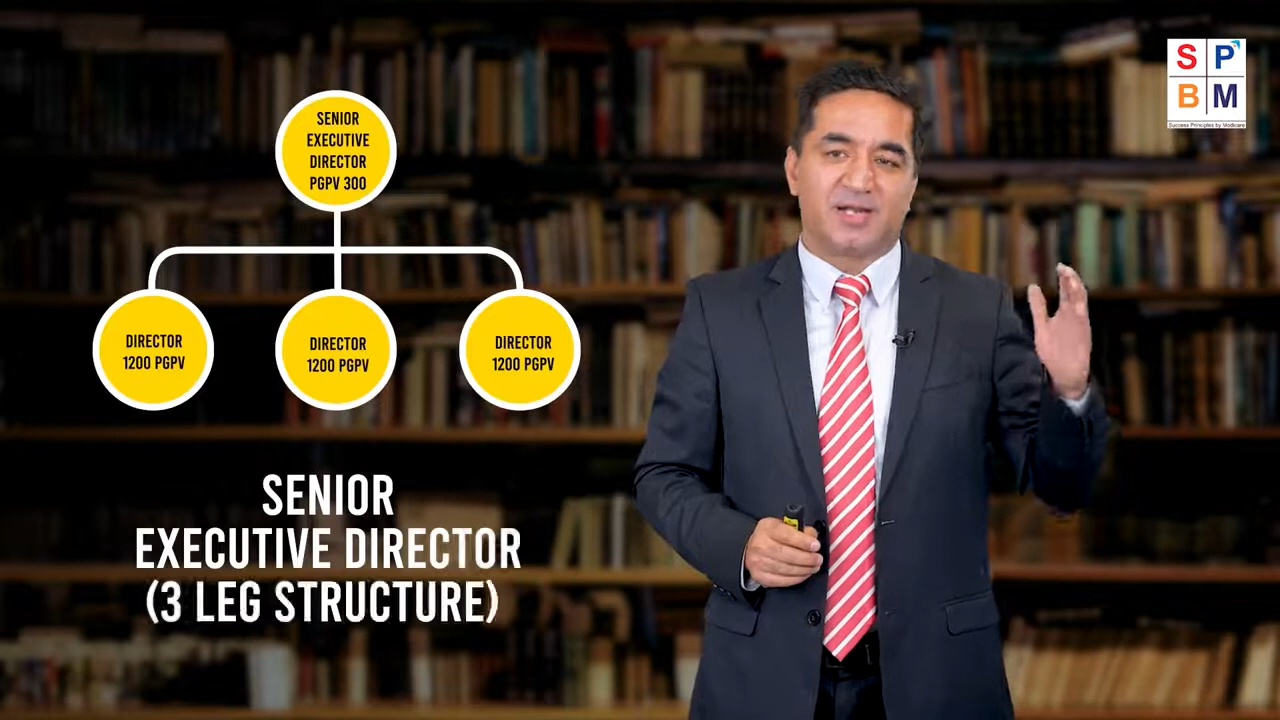 SENIOR
EXECUTIVE
DIRECTOR
PGPV 300
DIRECTOR
1200 PGPV
DIRECTOR
1200 PGPV
DIRECTOR
1200 PGPV
SENIOR
EXECUTIVE DIRECTOR
(3 LEG STRUCTURE)
S P
B M
Success Principles by Modicare